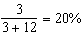 3/(3 + 12) = 20%